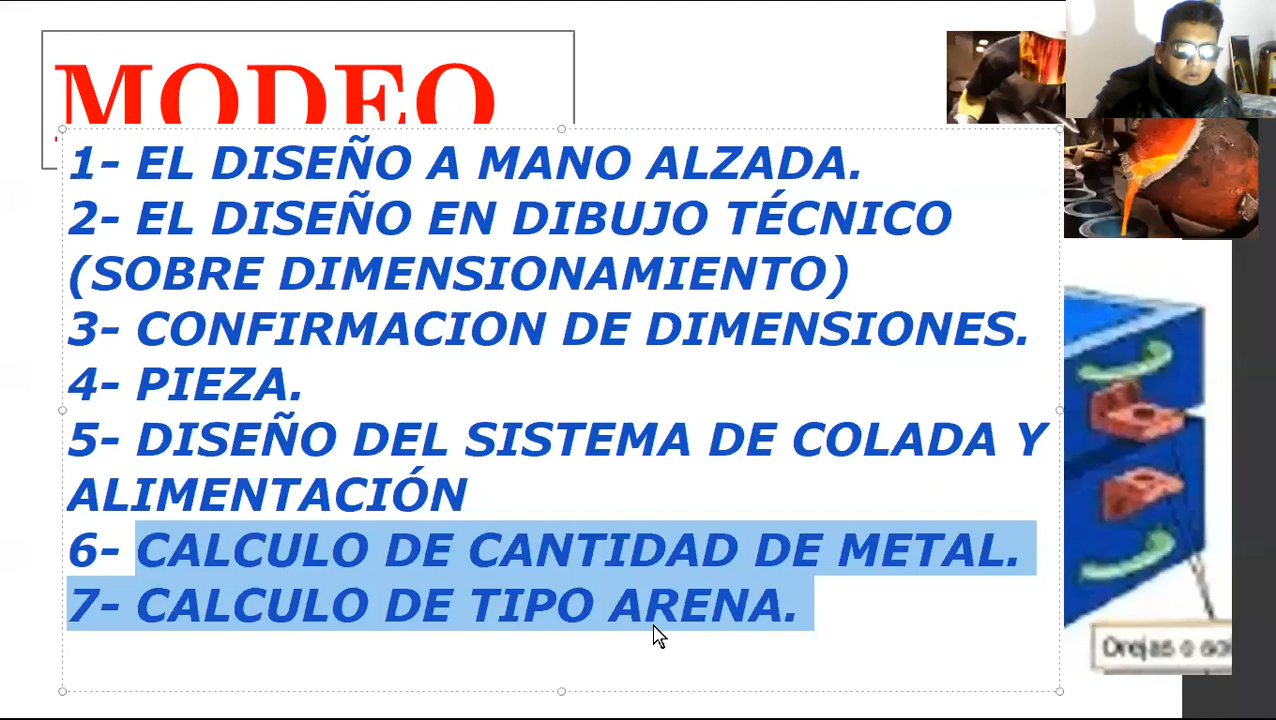 MODEO
1- EL DISEÑO A MANO ALZADA.
2- EL DISEÑO EN DIBUJO TÉCNICO
(SOBRE DIMENSIONAMIENTO)
3- CONFIRMACION DE DIMENSIONES.
4- PIEZA.
5- DISEÑO DEL SISTEMA DE COLADA Y
ALIMENTACIÓN
6- CALCULO DE CANTIDAD DE METAL.
7- CALCULO DE TIPO ARENA.
Orejas o